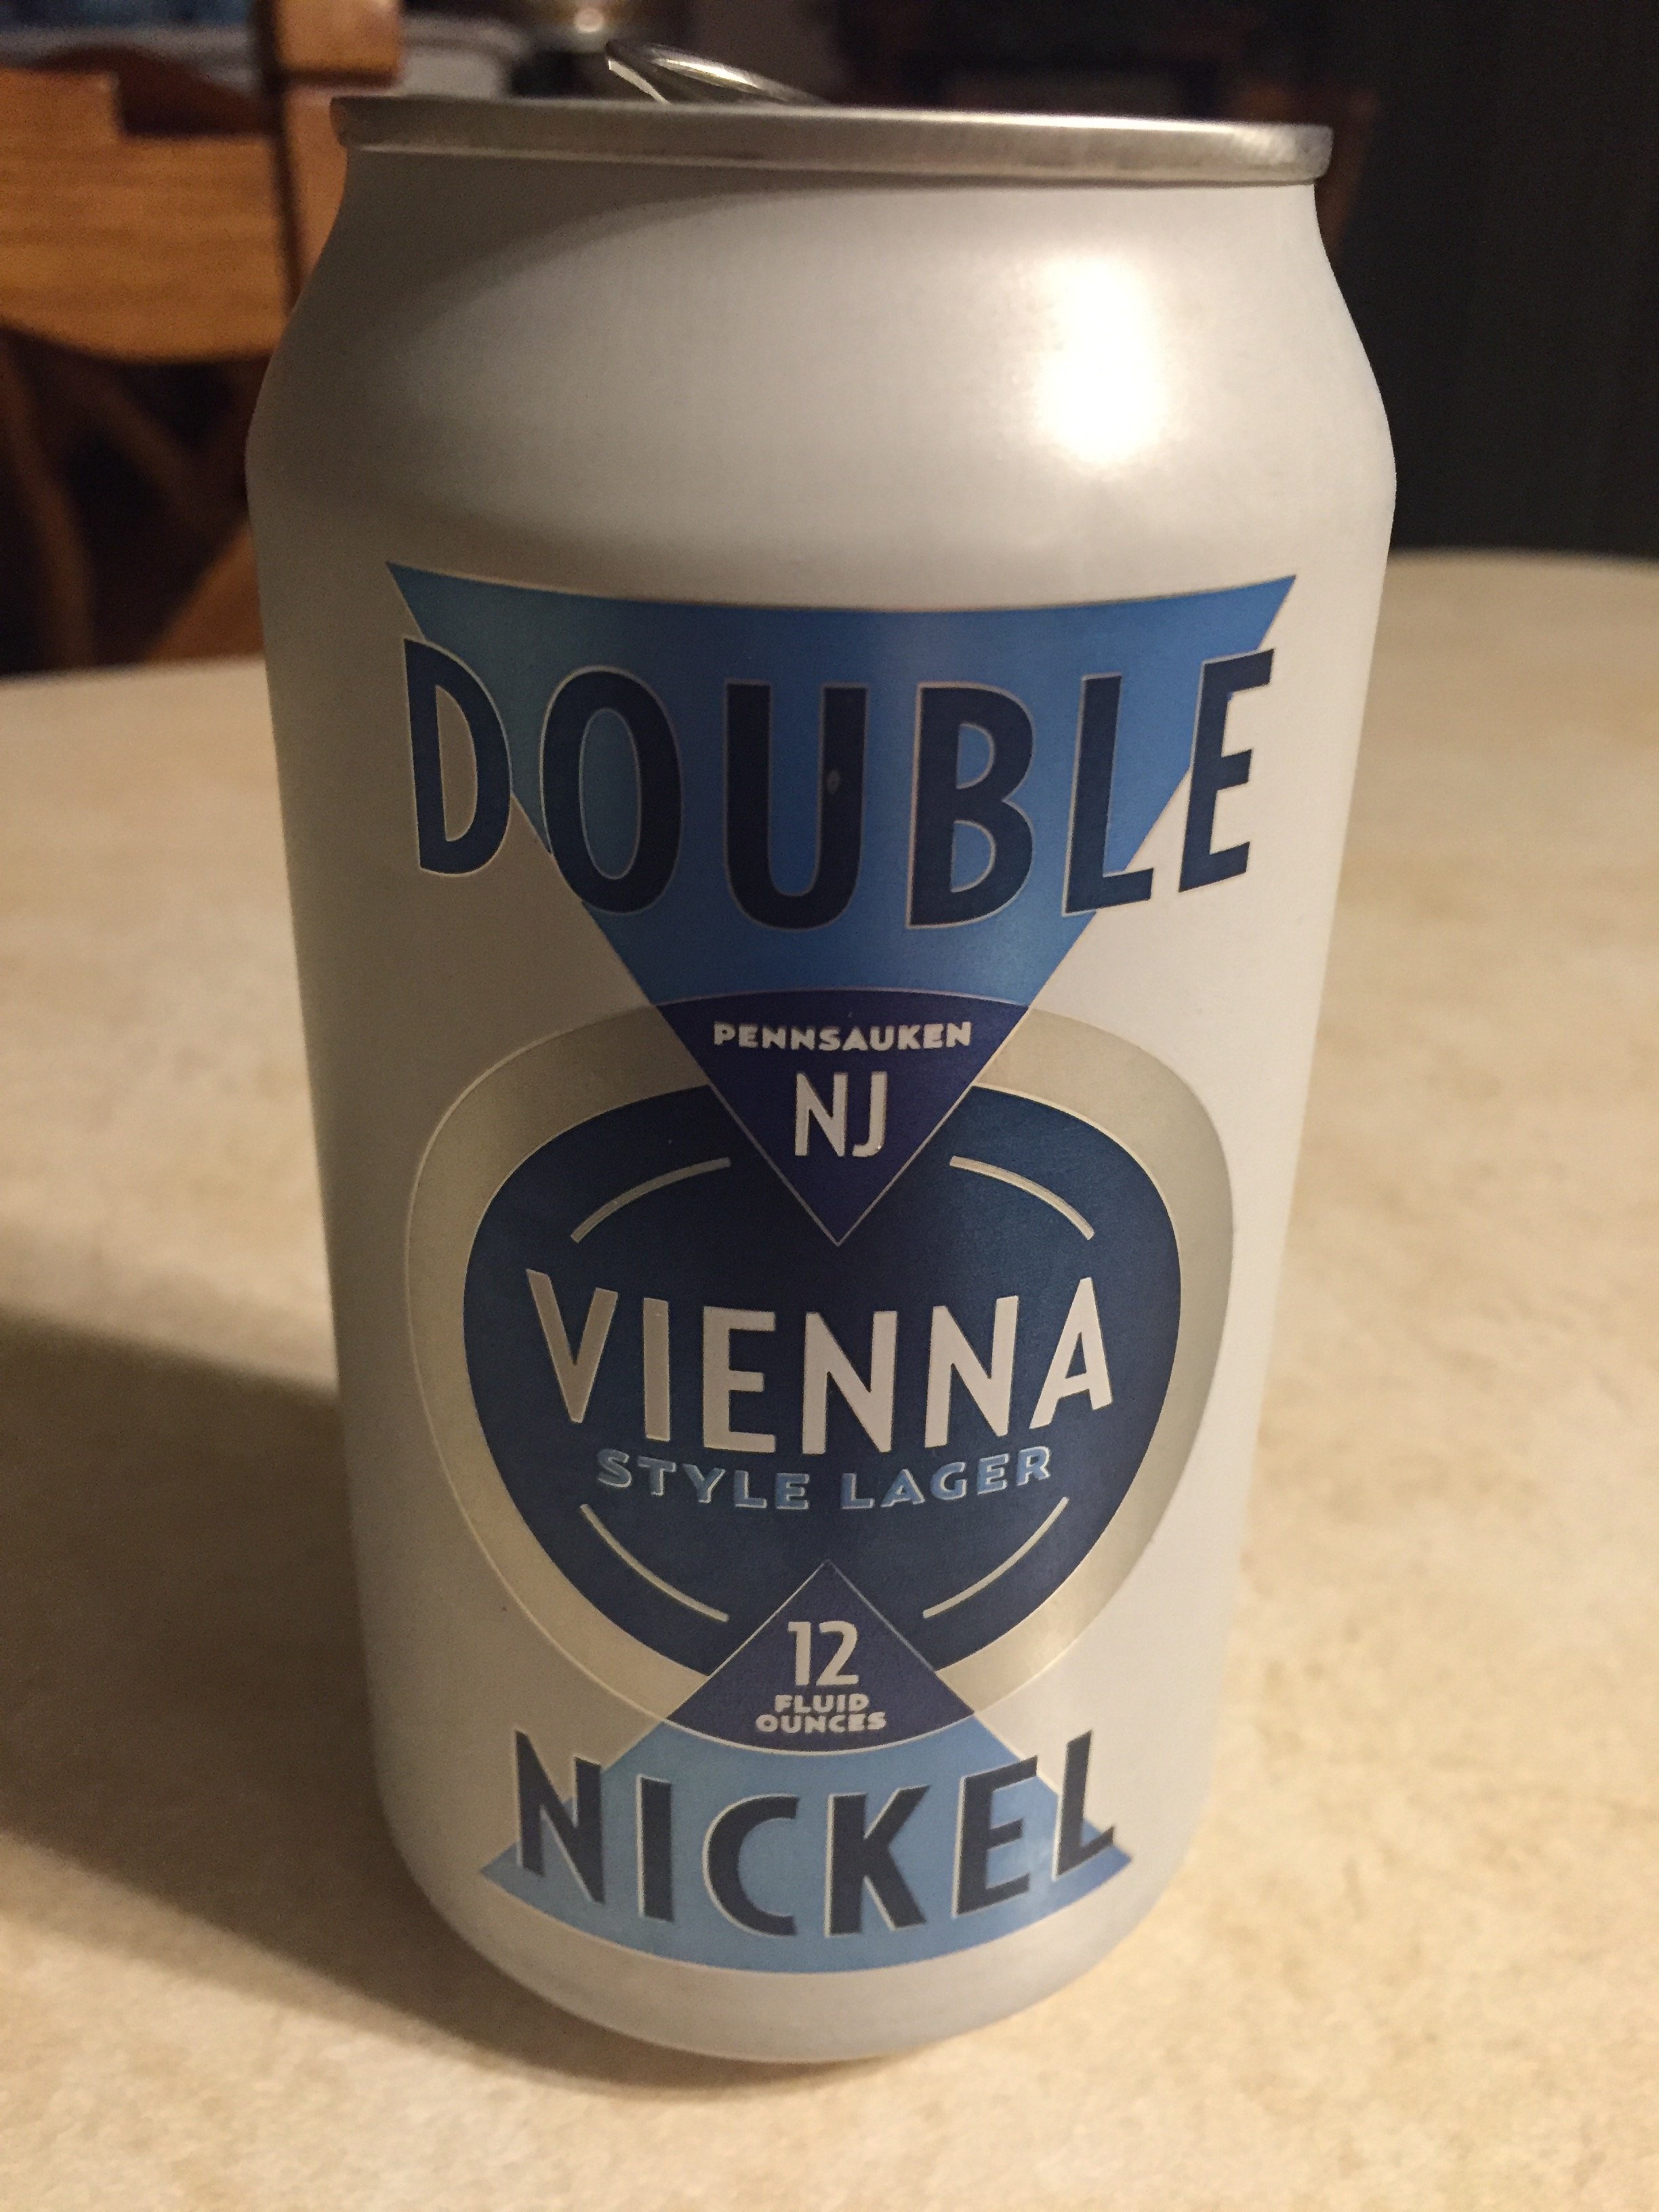 DOUBLE
PENNSAUKEN
NJ
VIENNA
STYLE LAGER
12
FLUID
OUNCES
NICKEL